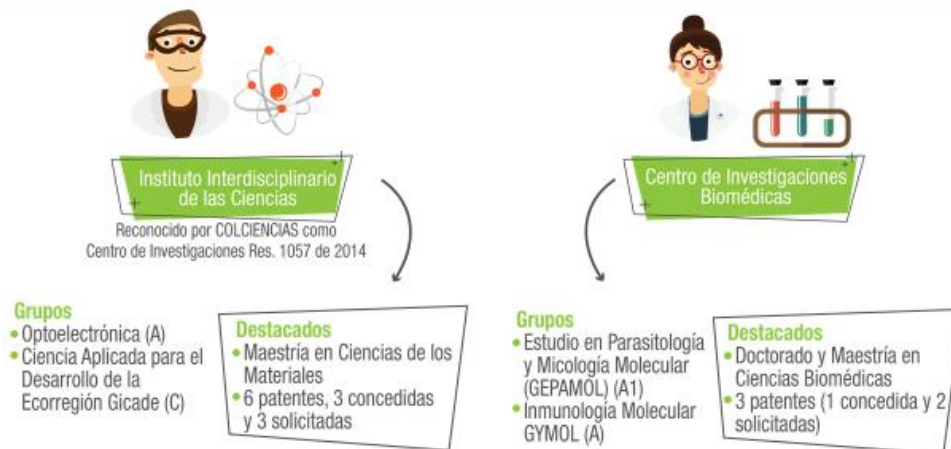 Instituto Interdisciplinario
de las Ciencias
Reconocido por COLCIENCIAS como
Centro de Investigaciones Res. 1057 de 2014
Grupos
• Optoelectrónica (A)
• Ciencia Aplicada para el
Desarrollo de la
Ecorregión Gicade (C)
Destacados
• Maestría en Ciencias de los
Materiales
• 6 patentes, 3 concedidas
y 3 solicitadas
Centro de Investigaciones
Biomédicas
Grupos
• Estudio en Parasitología
y Micología Molecular
(GEPAMOL) (A1)
• Inmunología Molecular
GYMOL (A)
Destacados
• Doctorado y Maestría en
Ciencias Biomédicas
• 3 patentes (1 concedida y 2
solicitadas)